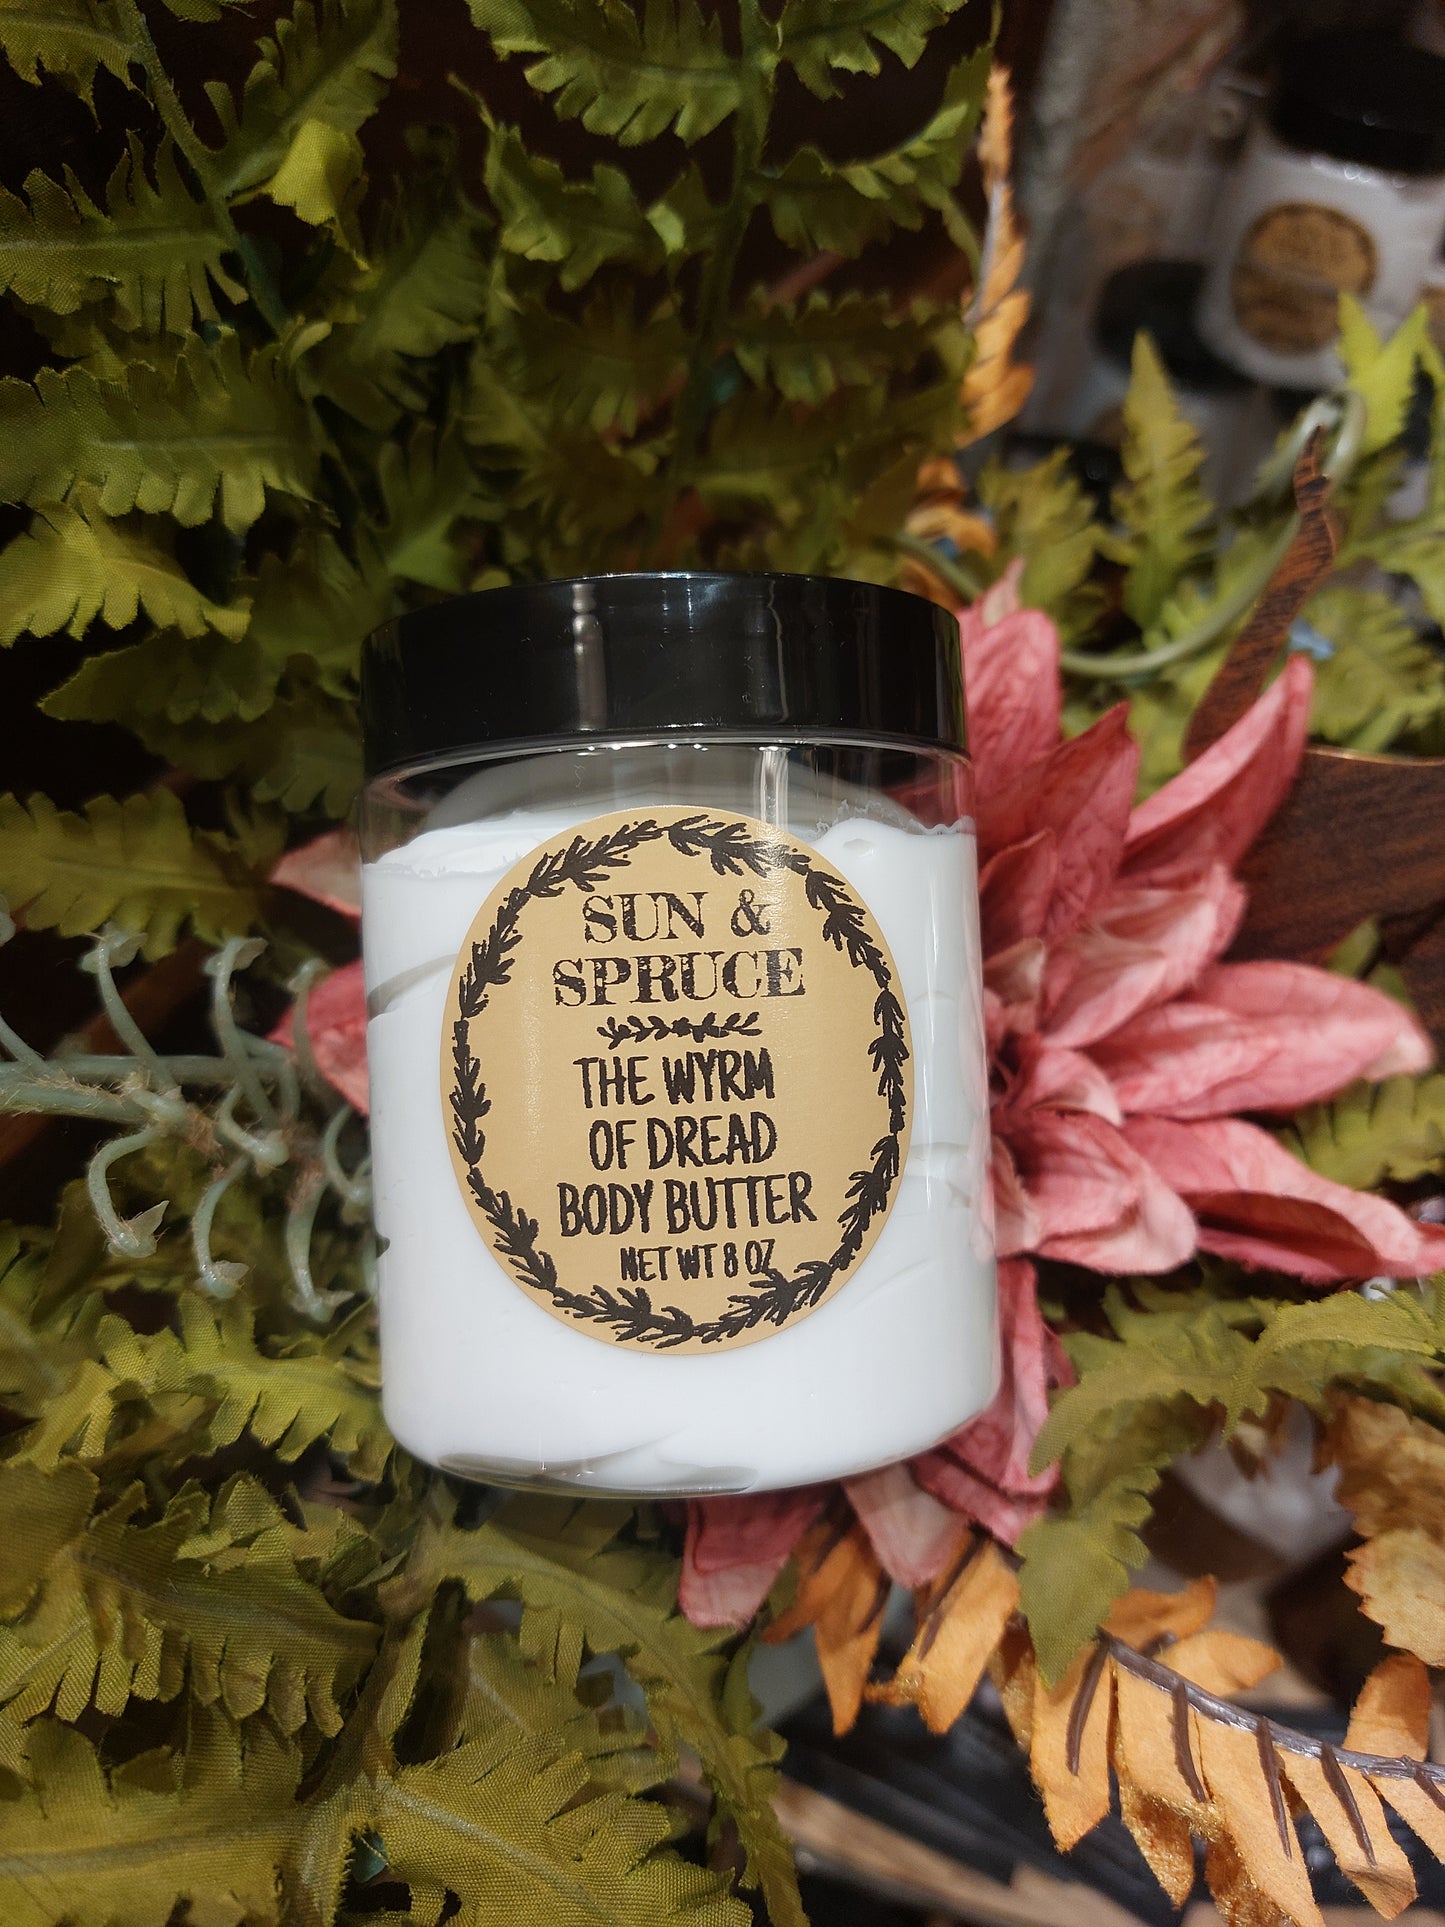 SUN &
SPRUCE
THE WYRM
OF DREAD
BODY BUTTER
NET WT 8 OZ